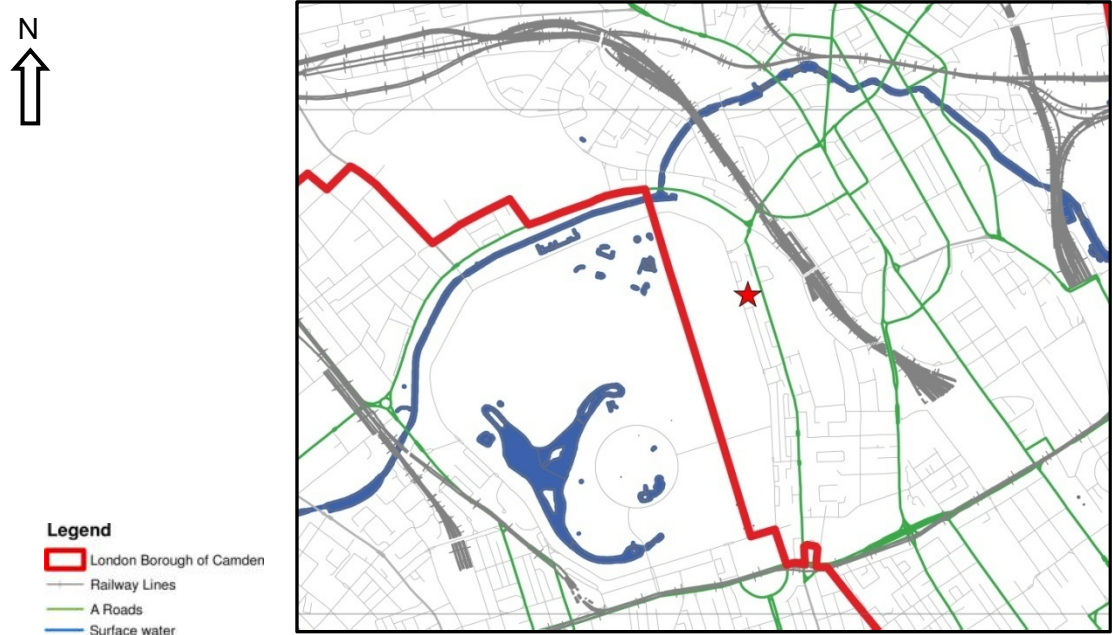 N
Legend
London Borough of Camden
Railway Lines
A Roads
Surface water